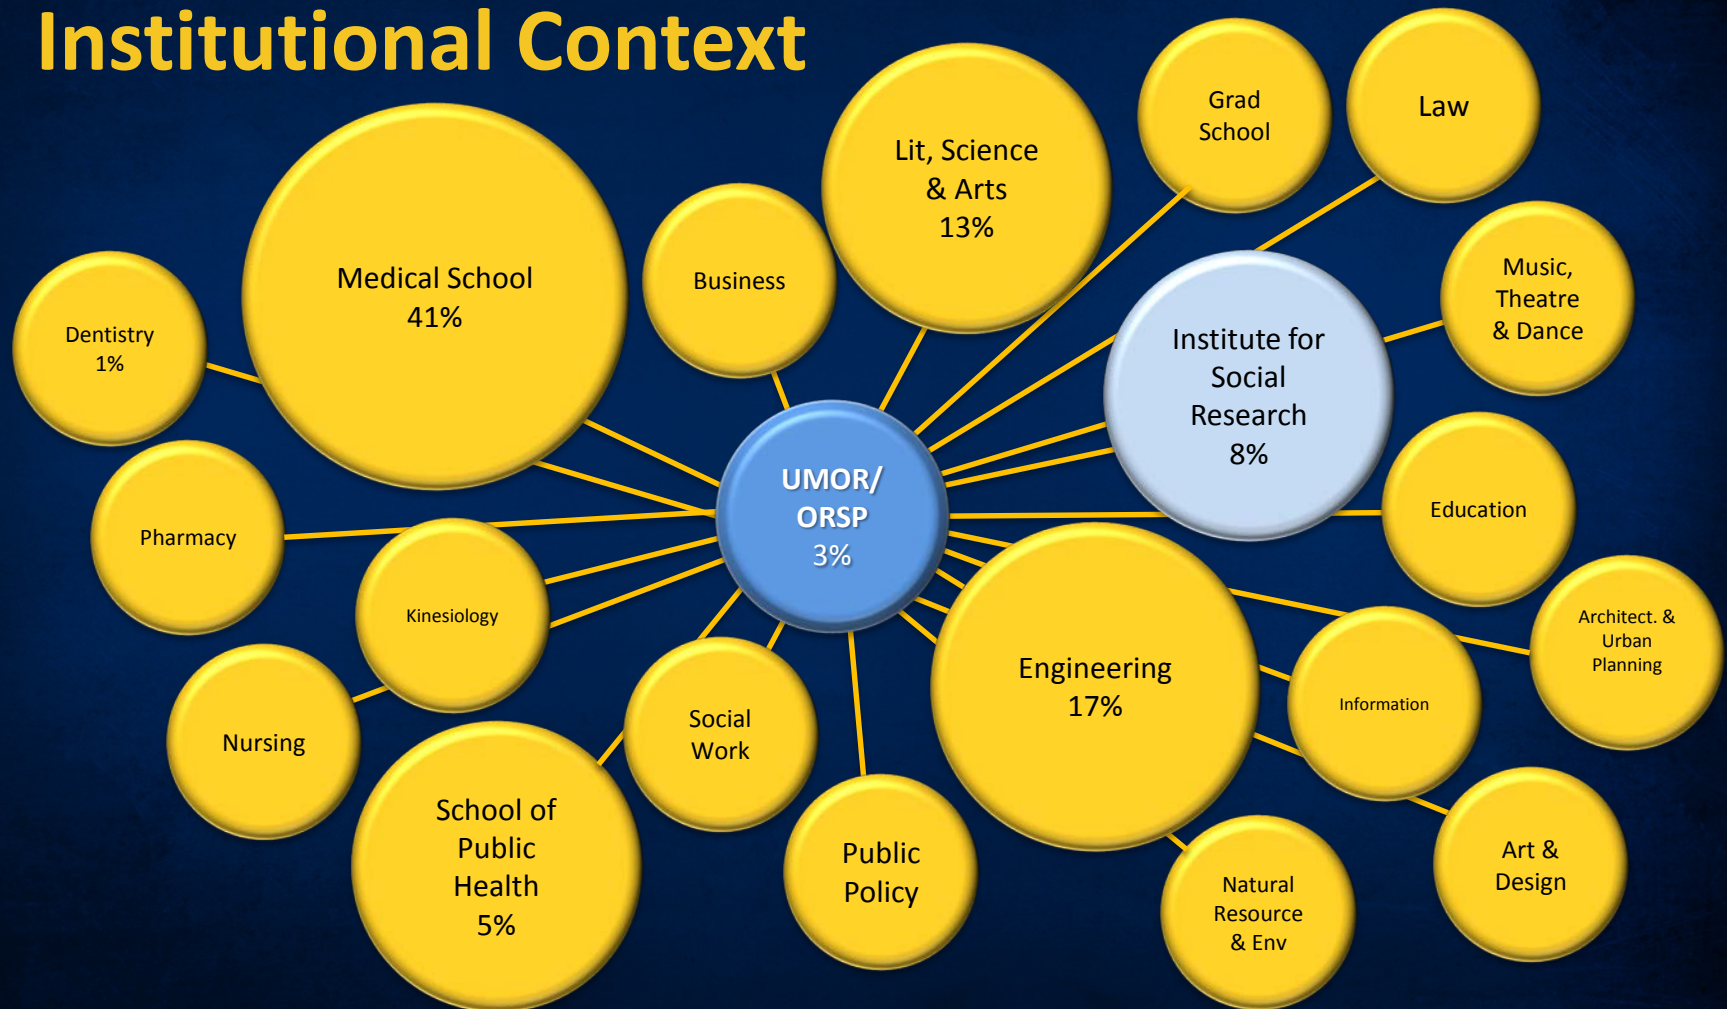 Institutional Context
Grad
School
Law
Lit, Science
& Arts
13%
Medical School
41%
Business
Music,
Theatre
& Dance
Dentistry
1%
Institute for
Social
Research
8%
UMOR/
ORSP
3%
Education
Pharmacy
Kinesiology
Architect. &
Urban
Planning
Engineering
17%
Information
Nursing
Social
Work
School of
Public
Health
5%
Public
Policy
Natural
Resource
& Env
Art &
Design